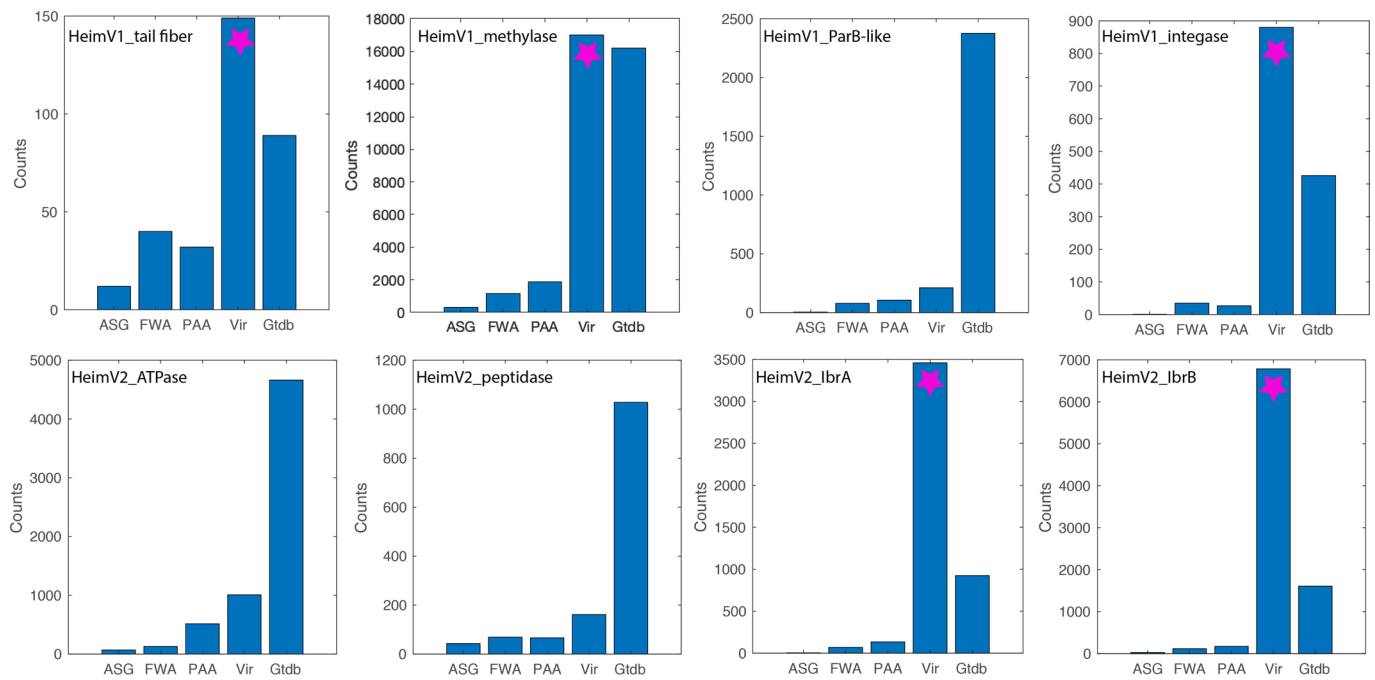 HeimV1_tail fiber
Counts
150
100
50
0
ASG FWA PAA Vir Gtdb
HeimV1_methylase
Counts
18000
16000
14000
12000
10000
8000
6000
4000
2000
0
ASG FWA PAA Vir Gtdb
HeimV1_ParB-like
Counts
2500
2000
1500
1000
500
0
ASG FWA PAA Vir Gtdb
HeimV1_integase
Counts
900
800
700
600
500
400
300
200
100
0
ASG FWA PAA Vir Gtdb
HeimV2_ATPase
Counts
5000
4000
3000
2000
1000
0
ASG FWA PAA Vir Gtdb
HeimV2_peptidase
Counts
1200
1000
800
600
400
200
0
ASG FWA PAA Vir Gtdb
HeimV2_IbrA
Counts
3500
3000
2500
2000
1500
1000
500
0
ASG FWA PAA Vir Gtdb
HeimV2_IbrB
Counts
7000
6000
5000
4000
3000
2000
1000
0
ASG FWA PAA Vir Gtdb